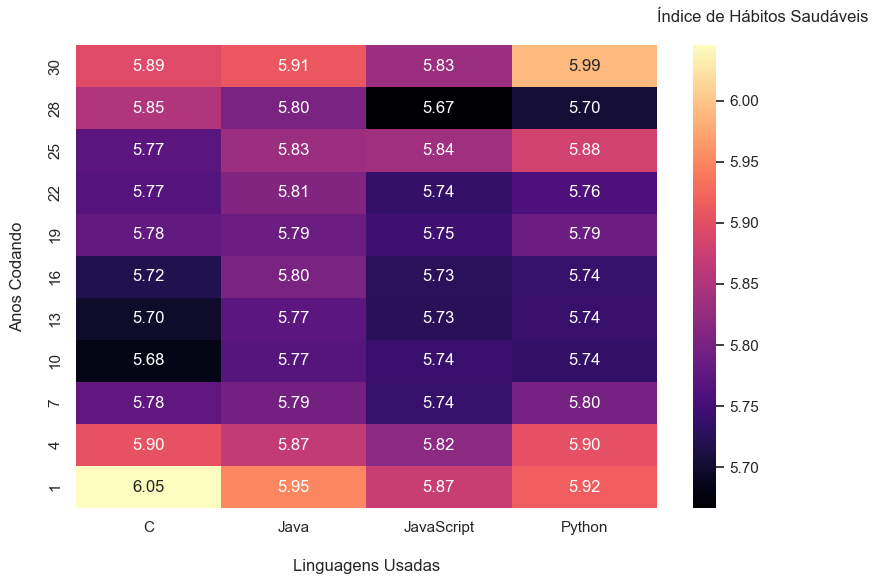 Índice de Hábitos Saudáveis
30 5.89 5.91 5.83 5.99
28 5.85 5.80 5.67 5.70
25 5.77 5.83 5.84 5.88
22 5.77 5.81 5.74 5.76
19 5.78 5.79 5.75 5.79
16 5.72 5.80 5.73 5.74
13 5.70 5.77 5.73 5.74
10 5.68 5.77 5.74 5.74
7 5.78 5.79 5.74 5.80
4 5.90 5.87 5.82 5.90
1 6.05 5.95 5.87 5.92
C Java JavaScript Python
Linguagens Usadas
Anos Codando
6.00
5.95
5.90
5.85
5.80
5.75
5.70